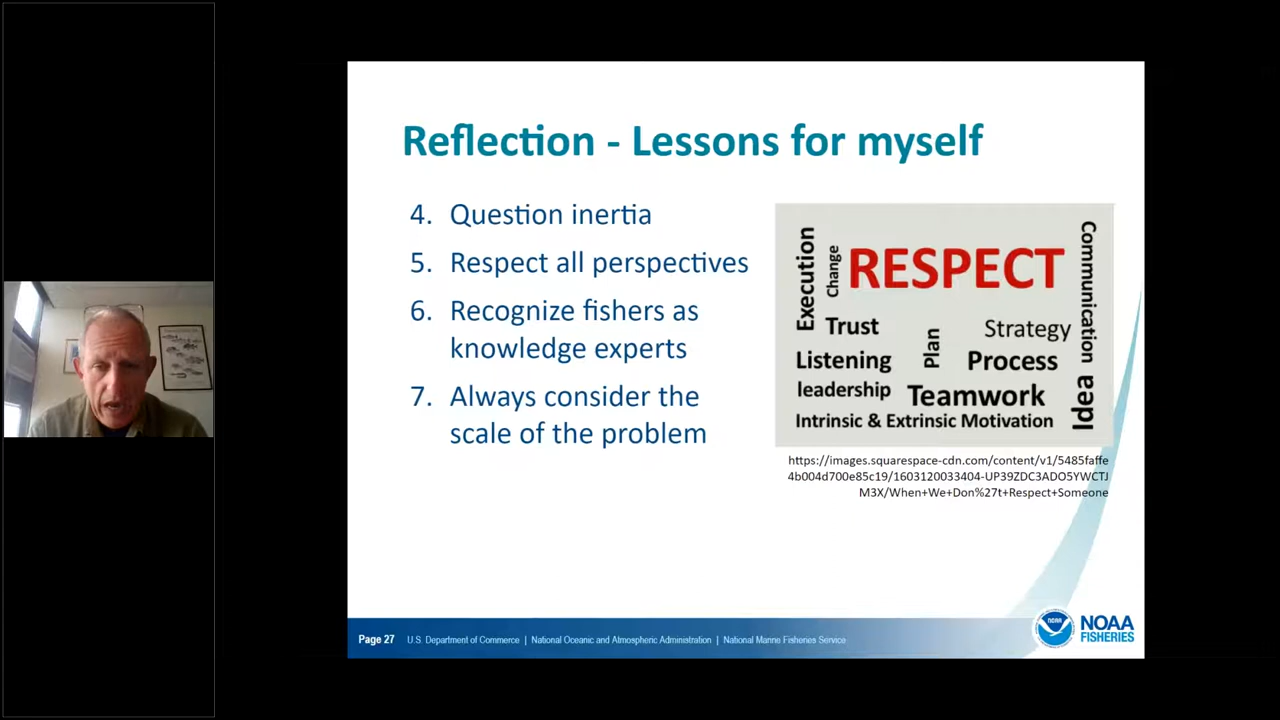 Reflection - Lessons for myself
4. Question inertia
5. Respect all perspectives
6. Recognize fishers as
knowledge experts
7. Always consider the
scale of the problem
Execution
Change
RESPECT
Communication
Trust
Plan
Strategy
Listening
Process
leadership
Teamwork
Idea
Intrinsic & Extrinsic Motivation
https://images.squarespace-cdn.com/content/v1/5485faffe
4b004d700e85c19/1603120033404-UP39ZDC3ADO5YWCTJ
M3X/When+We+Don%27t+Respect+Someone
Page 27 U.S. Department of Commerce | National Oceanic and Atmospheric Administration | National Marine Fisheries Service
NOAA
NOAA
FISHERIES